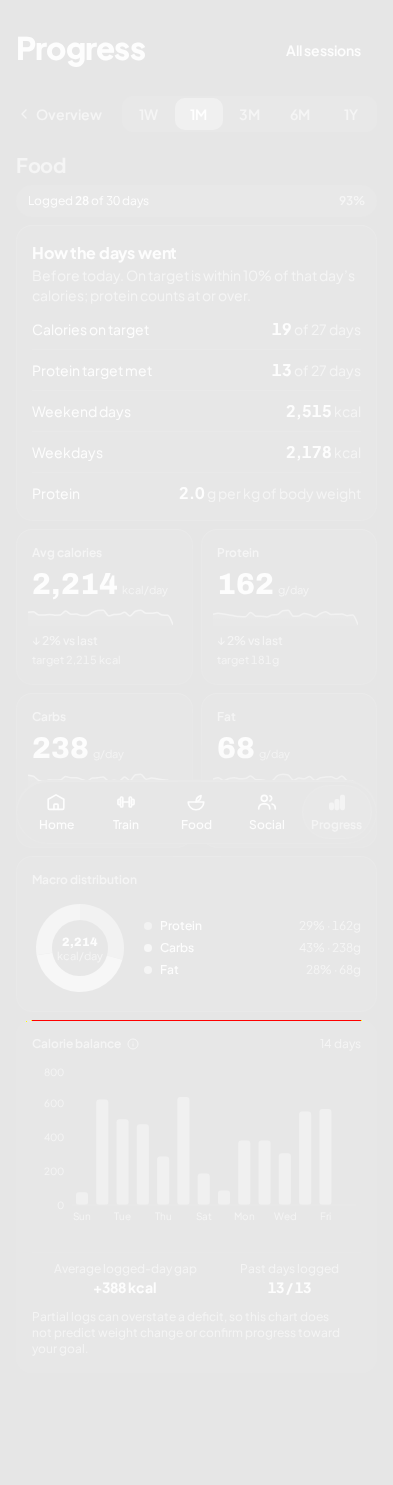 Progress
All sessions
Overview
1W 1M 3M 6M 1Y
Food
Logged 28 of 30 days 93%
How the days went
Before today. On target is within 10% of that day's
calories; protein counts at or over.
Calories on target 19 of 27 days
Protein target met 13 of 27 days
Weekend days 2,515 kcal
Weekdays 2,178 kcal
Protein 2.0 g per kg of body weight
Avg calories
2,214 kcal/day
↓ 2% vs last
target 2,215 kcal
Protein
162 g/day
↓ 2% vs last
target 181g
Carbs
238 g/day
Fat
68 g/day
Home Train Food Social Progress
Macro distribution
2,214
kcal/day
Protein 29% · 162g
Carbs 43% · 238g
Fat 28% · 68g
Calorie balance 14 days
800
600
400
200
0
Sun Tue Thu Sat Mon Wed Fri
Average logged-day gap
+388 kcal
Past days logged
13 / 13
Partial logs can overstate a deficit, so this chart does
not predict weight change or confirm progress toward
your goal.